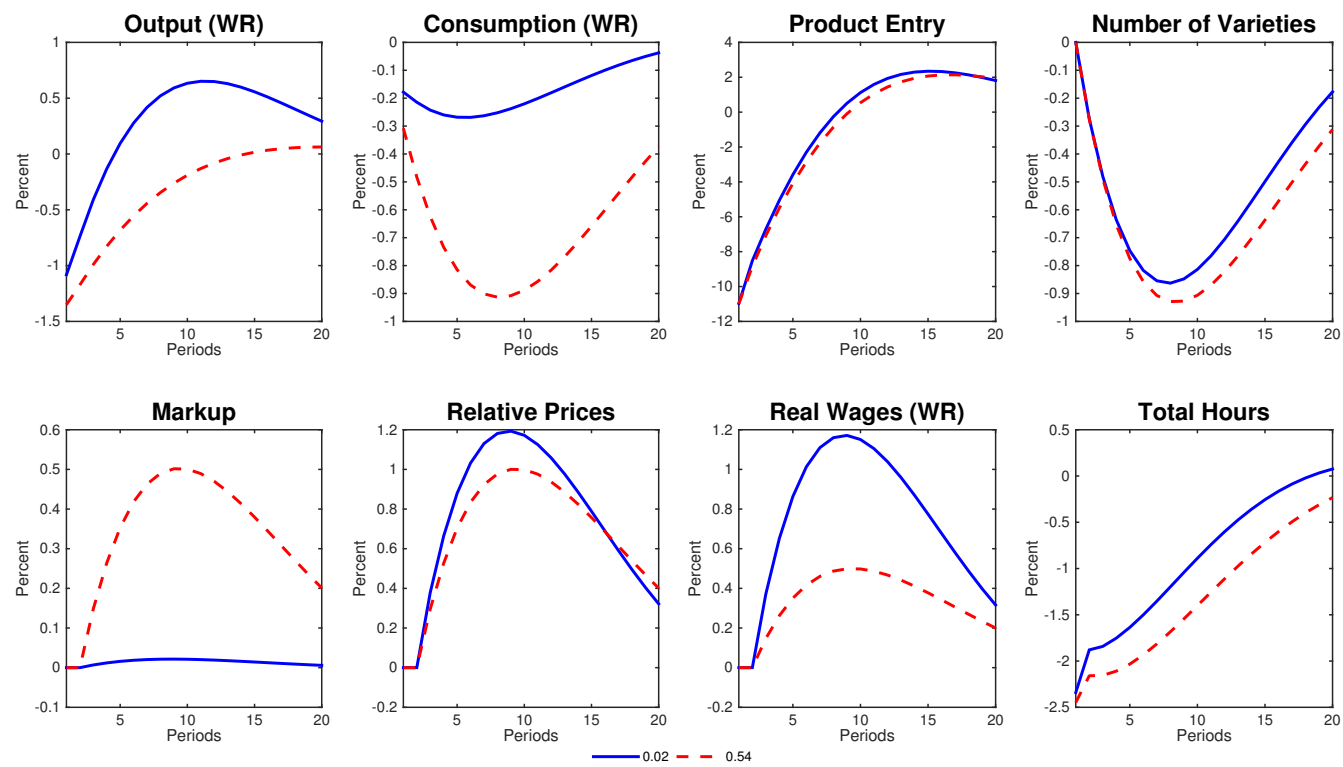 Output (WR)
Percent
1
0.5
0
-0.5
-1
-1.5
5 10 15 20
Periods
Consumption (WR)
Percent
0
-0.1
-0.2
-0.3
-0.4
-0.5
-0.6
-0.7
-0.8
-0.9
-1
5 10 15 20
Periods
Product Entry
Percent
4
2
0
-2
-4
-6
-8
-10
-12
5 10 15 20
Periods
Number of Varieties
Percent
0
-0.1
-0.2
-0.3
-0.4
-0.5
-0.6
-0.7
-0.8
-0.9
-1
5 10 15 20
Periods
Markup
Percent
0.6
0.5
0.4
0.3
0.2
0.1
0
-0.1
5 10 15 20
Periods
Relative Prices
Percent
1.2
1
0.8
0.6
0.4
0.2
0
-0.2
5 10 15 20
Periods
Real Wages (WR)
Percent
1.2
1
0.8
0.6
0.4
0.2
0
-0.2
5 10 15 20
Periods
Total Hours
Percent
0.5
0
-0.5
-1
-1.5
-2
-2.5
5 10 15 20
Periods
0.02 0.54